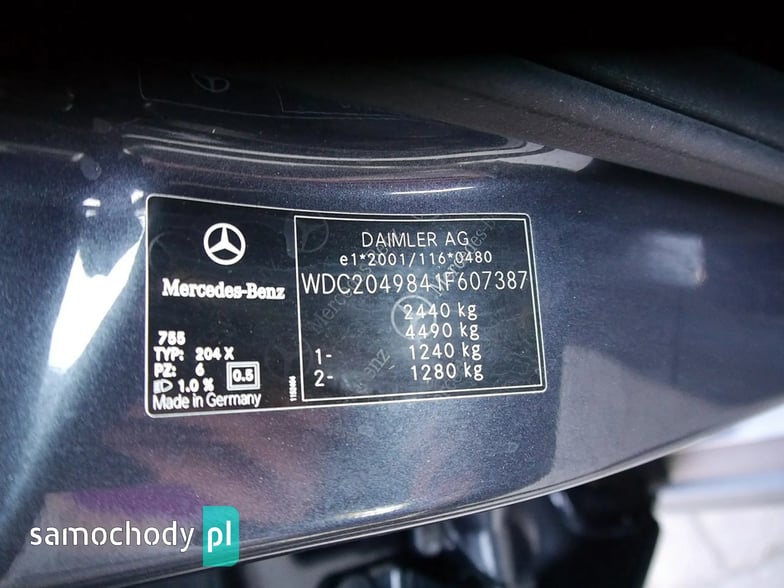 Mercedes-Benz
DAIMLER AG
e1*2001/116*0480
WDC2049841F607387
2440 kg
4490 kg
1- 1240 kg
2- 1280 kg
755
TYP: 204 X
PZ: 6
1.0 % 0.5
Made in Germany
samochody pl